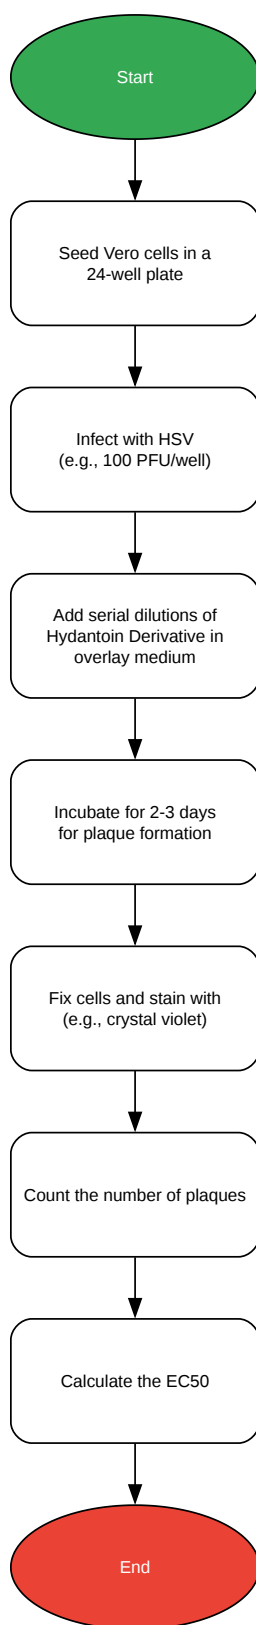 Start
Seed Vero cells in a
24-well plate
Infect with HSV
(e.g., 100 PFU/well)
Add serial dilutions of
Hydantoin Derivative in
overlay medium
Incubate for 2-3 days
for plaque formation
Fix cells and stain with
(e.g., crystal violet)
Count the number of plaques
Calculate the EC50
End